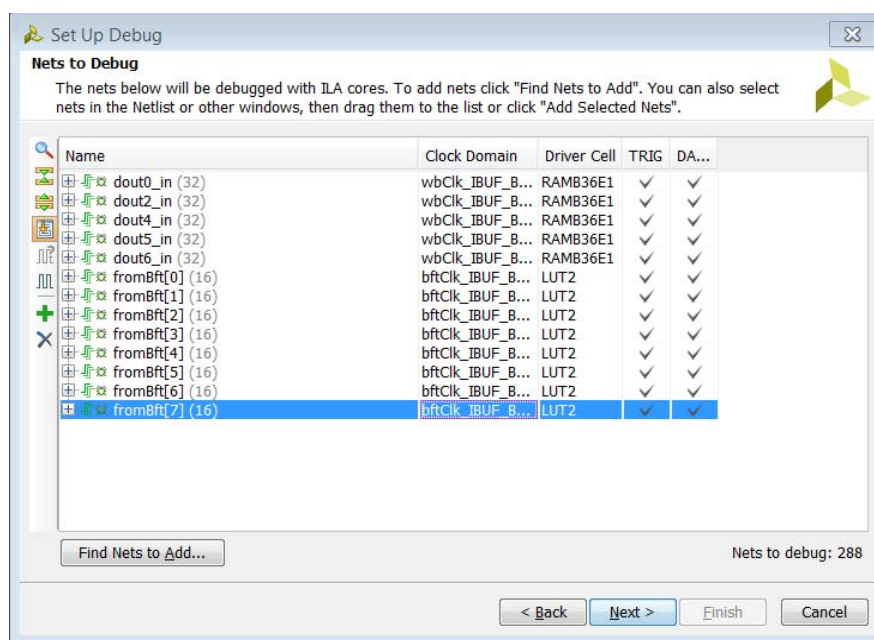 Set Up Debug
Nets to Debug
The nets below will be debugged with ILA cores. To add nets click "Find Nets to Add". You can also select
nets in the Netlist or other windows, then drag them to the list or click "Add Selected Nets".
Name Clock Domain Driver Cell TRIG DA...
dout0_in (32) wbClk_IBUF_B... RAMB36E1
dout2_in (32) wbClk_IBUF_B... RAMB36E1
dout4_in (32) wbClk_IBUF_B... RAMB36E1
dout5_in (32) wbClk_IBUF_B... RAMB36E1
dout6_in (32) wbClk_IBUF_B... RAMB36E1
fromBft[0] (16) bftClk_IBUF_B... LUT2
fromBft[1] (16) bftClk_IBUF_B... LUT2
fromBft[2] (16) bftClk_IBUF_B... LUT2
fromBft[3] (16) bftClk_IBUF_B... LUT2
fromBft[4] (16) bftClk_IBUF_B... LUT2
fromBft[5] (16) bftClk_IBUF_B... LUT2
fromBft[6] (16) bftClk_IBUF_B... LUT2
fromBft[7] (16) bftClk_IBUF_B... LUT2
Find Nets to Add... Nets to debug: 288
< Back Next > Finish Cancel